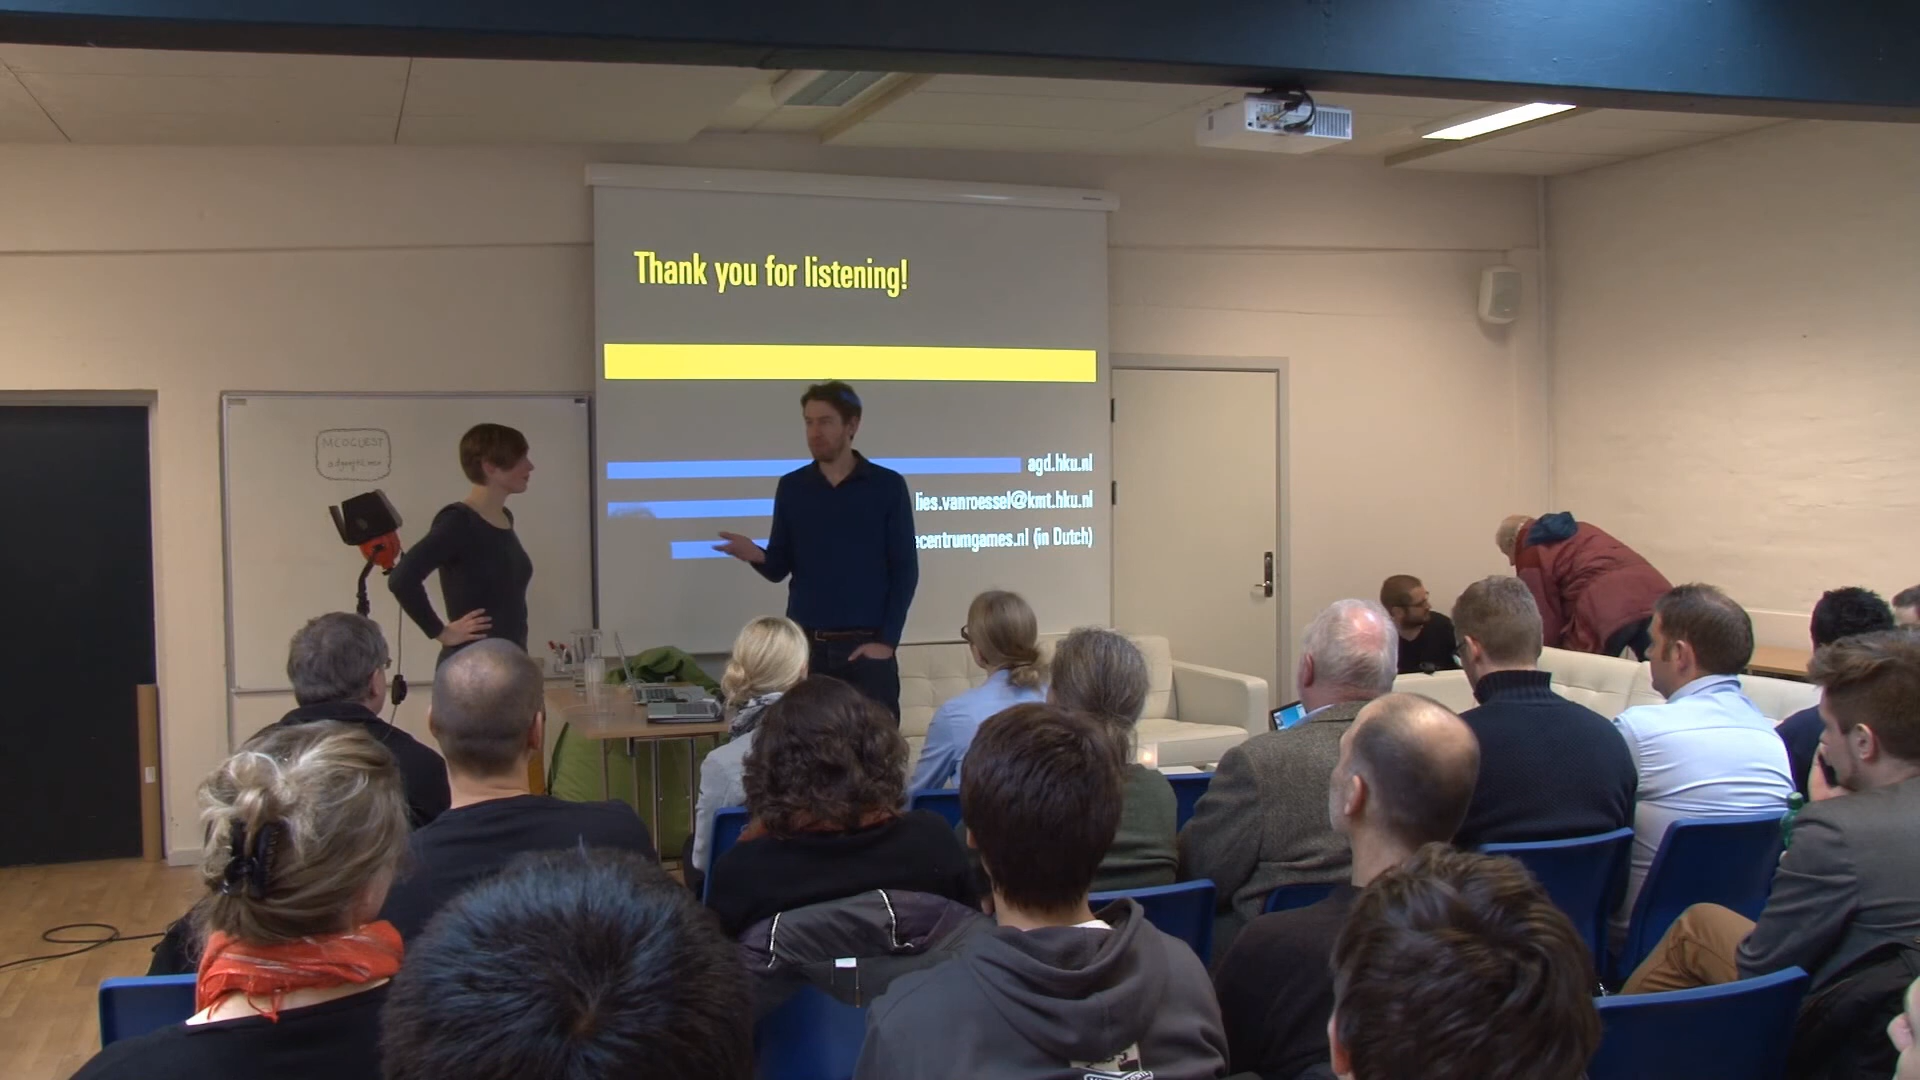 Thank you for listening!
agd.hku.nl
lies.vanroessel@kmt.hku.nl
ecentrumgames.nl (in Dutch)